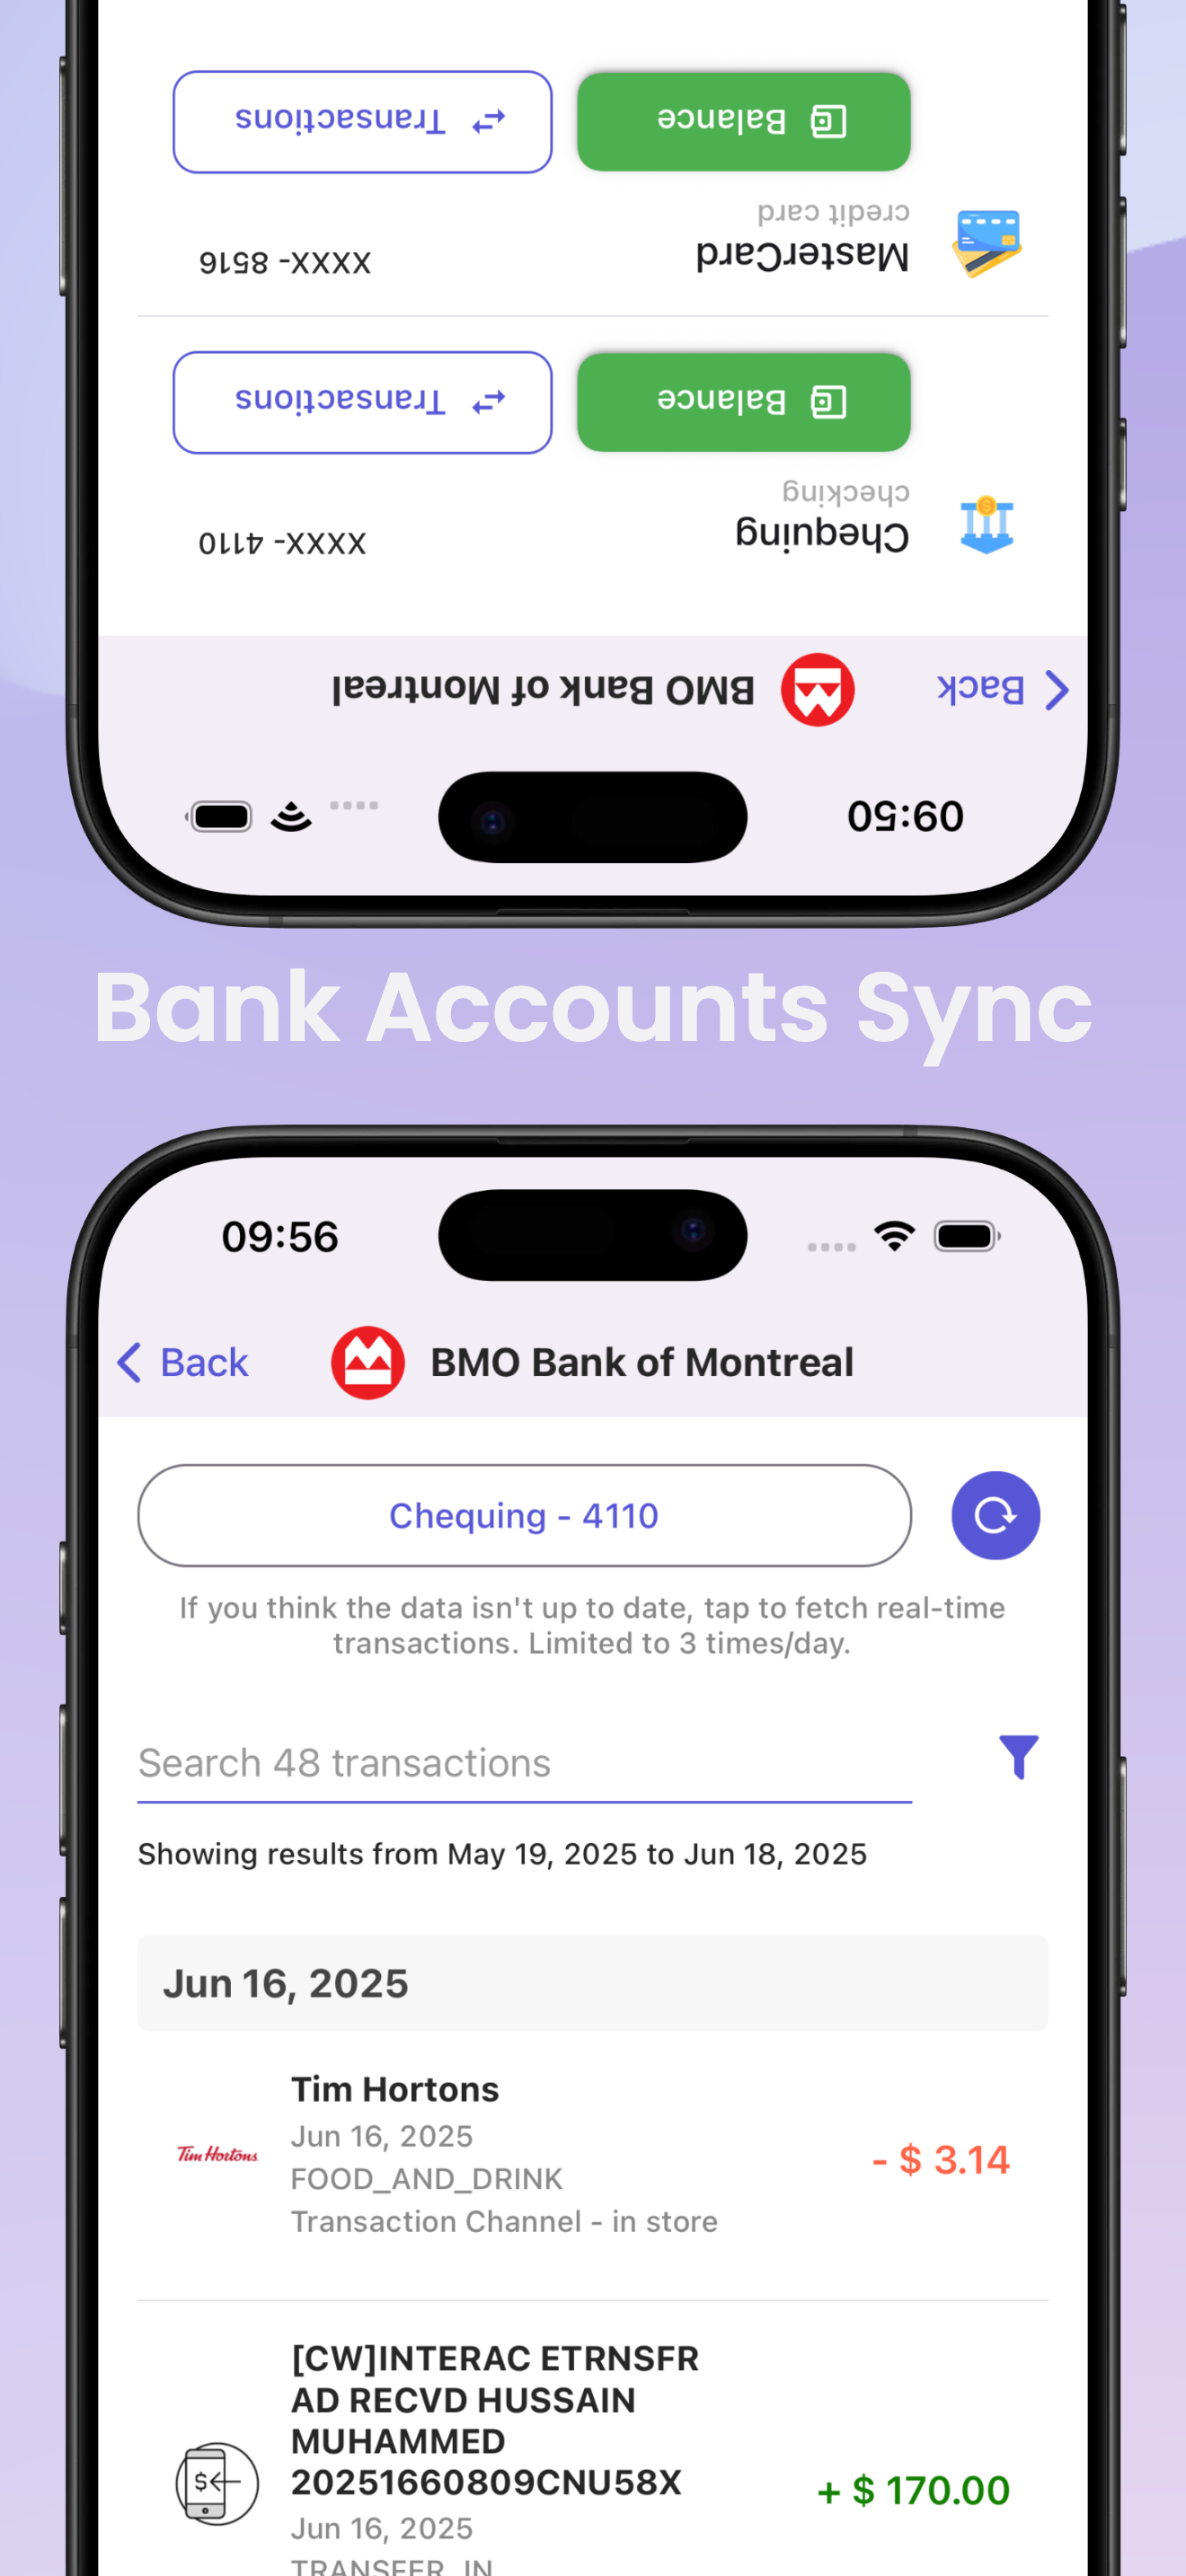 09:50
Back
BMO Bank of Montreal
Chequing
checking
XXXX- 4110
Balance
Transactions
MasterCard
credit card
XXXX- 8516
Balance
Transactions
Bank Accounts Sync
09:56
Back
BMO Bank of Montreal
Chequing - 4110
If you think the data isn't up to date, tap to fetch real-time
transactions. Limited to 3 times/day.
Search 48 transactions
Showing results from May 19, 2025 to Jun 18, 2025
Jun 16, 2025
Tim Hortons
Tim Hortons
Jun 16, 2025
FOOD_AND_DRINK
Transaction Channel - in store
- $ 3.14
[CW]INTERAC ETRNSFR
AD RECVD HUSSAIN
MUHAMMED
20251660809CNU58X
$
+ $ 170.00
Jun 16, 2025
TRANSFER_IN